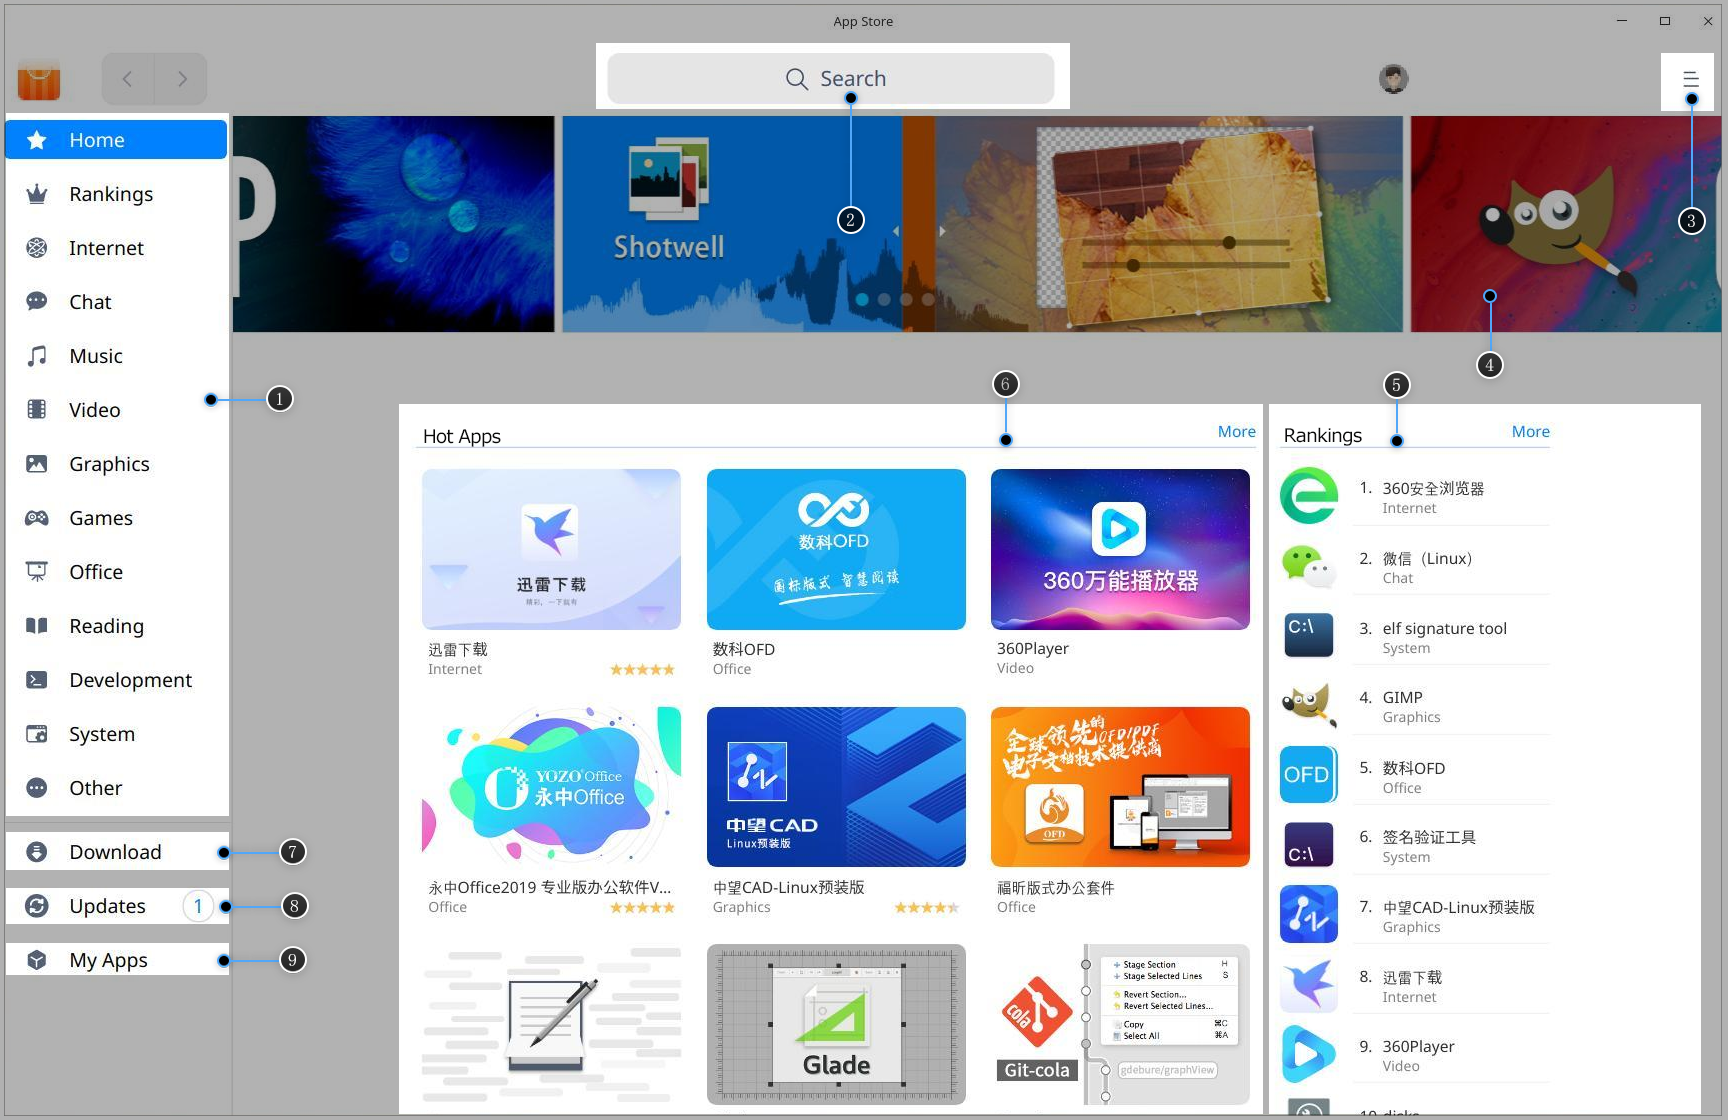 App Store
Search
Home
Rankings
Internet
Chat
Music
Video
Graphics
Games
Office
Reading
Development
System
Other
Download
Updates
1
My Apps
P
Shotwell
1
2
3
4
5
6
7
8
9
Hot Apps
More
迅雷下载
精彩，一下就有
迅雷下载
Internet
数科OFD
国标版式 智慧阅读
数科OFD
Office
360万能播放器
360Player
Video
YOZO Office
永中Office
永中Office2019 专业版办公软件V...
Office
中望CAD
Linux预装版
中望CAD-Linux预装版
Graphics
全球领先的OFD/PDF
电子文档技术提供商
OFD
福昕版式办公套件
Office
Glade
cola
Git-cola
Stage Section H
Stage Selected Lines S
Revert Section...
Revert Selected Lines...
Copy ⌘C
Select All ⌘A
gdebure/graphView
Rankings
More
1. 360安全浏览器
Internet
2. 微信（Linux）
Chat
C:\
3. elf signature tool
System
4. GIMP
Graphics
OFD
5. 数科OFD
Office
C:\
6. 签名验证工具
System
7. 中望CAD-Linux预装版
Graphics
8. 迅雷下载
Internet
9. 360Player
Video